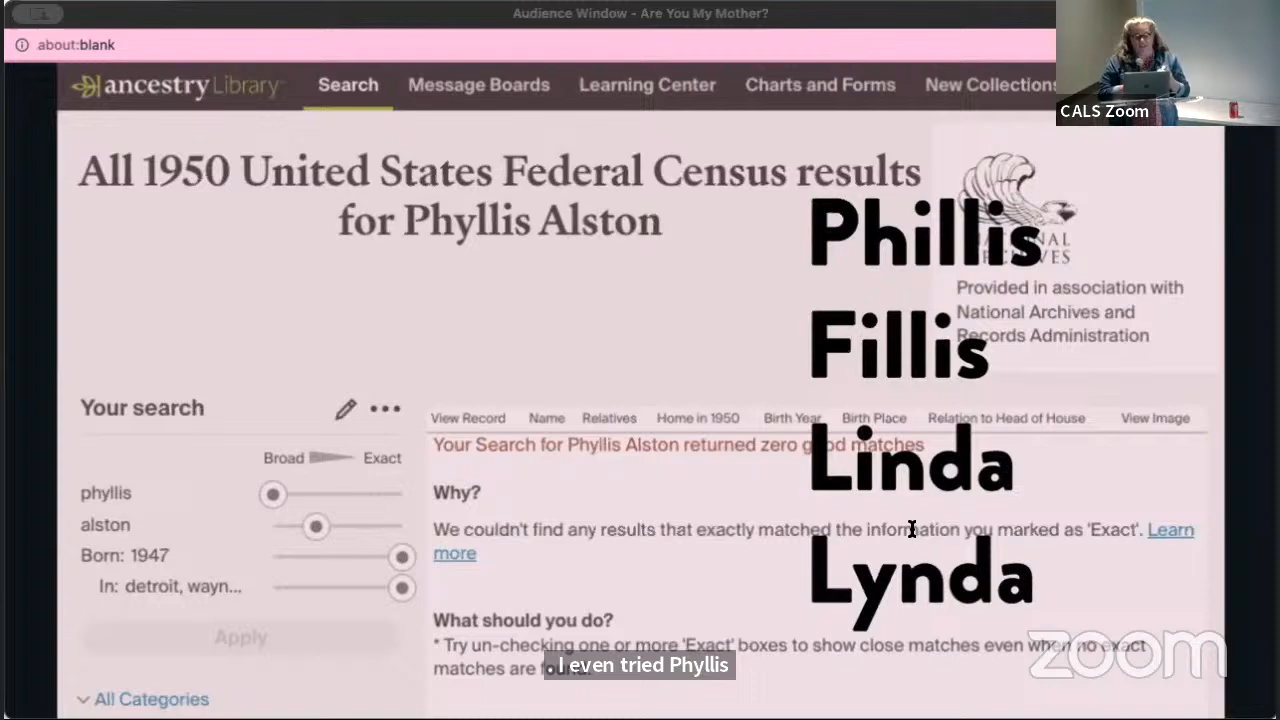 Audience Window - Are You My Mother?
about:blank
ancestryLibrary Search Message Boards Learning Center Charts and Forms New Collections
CALS Zoom
All 1950 United States Federal Census results
for Phyllis Alston
Phillis
Fillis
Linda
Lynda
Provided in association with
National Archives and
Records Administration
Your search
Broad Exact
phyllis
alston
Born: 1947
In: detroit, wayn...
Apply
All Categories
View Record Name Relatives Home in 1950 Birth Year Birth Place Relation to Head of House View Image
Your Search for Phyllis Alston returned zero good matches
Why?
We couldn't find any results that exactly matched the information you marked as 'Exact'. Learn
more
What should you do?
* Try un-checking one or more 'Exact' boxes to show close matches even when no exact
matches are found.
I even tried Phyllis
zoom